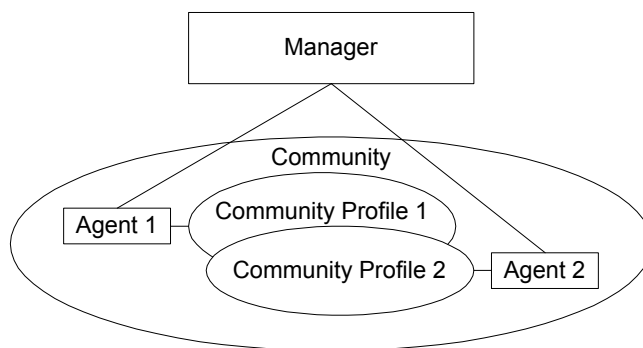 Manager
Community
Agent 1
Community Profile 1
Community Profile 2
Agent 2